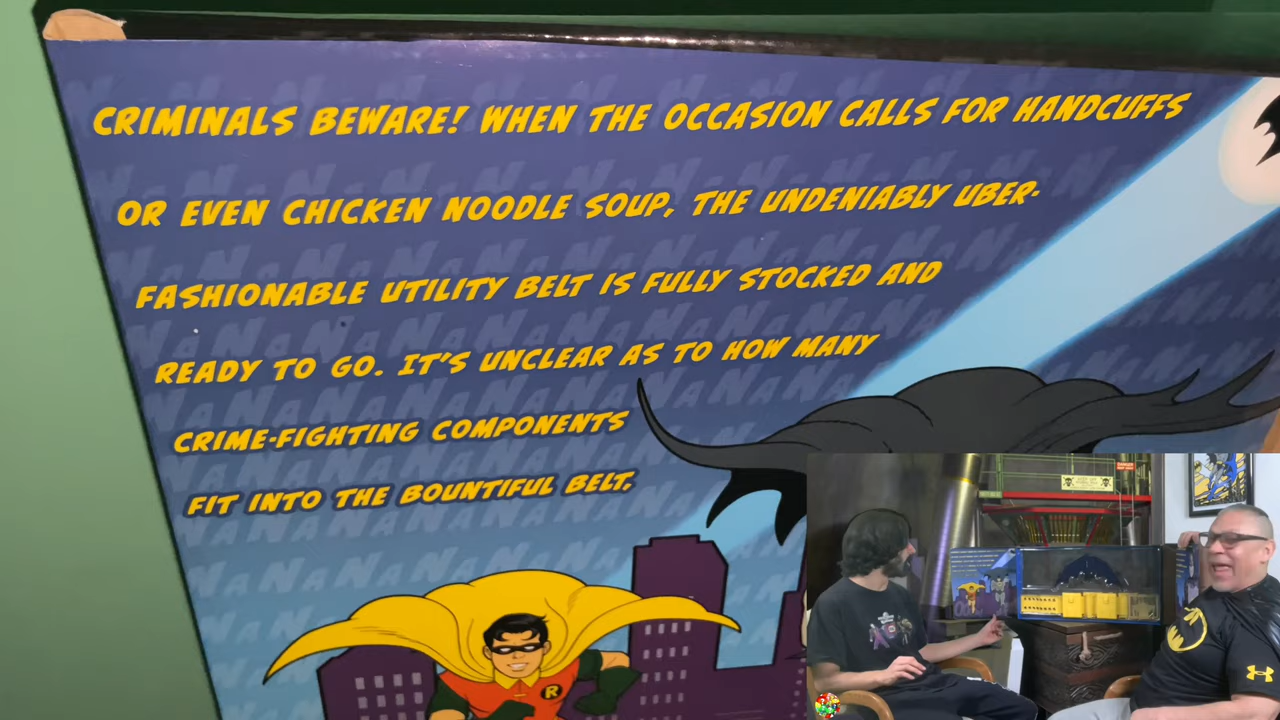 CRIMINALS BEWARE! WHEN THE OCCASION CALLS FOR HANDCUFFS
OR EVEN CHICKEN NOODLE SOUP, THE UNDENIABLY UBER-
FASHIONABLE UTILITY BELT IS FULLY STOCKED AND
READY TO GO. IT'S UNCLEAR AS TO HOW MANY
CRIME-FIGHTING COMPONENTS
FIT INTO THE BOUNTIFUL BELT.
R